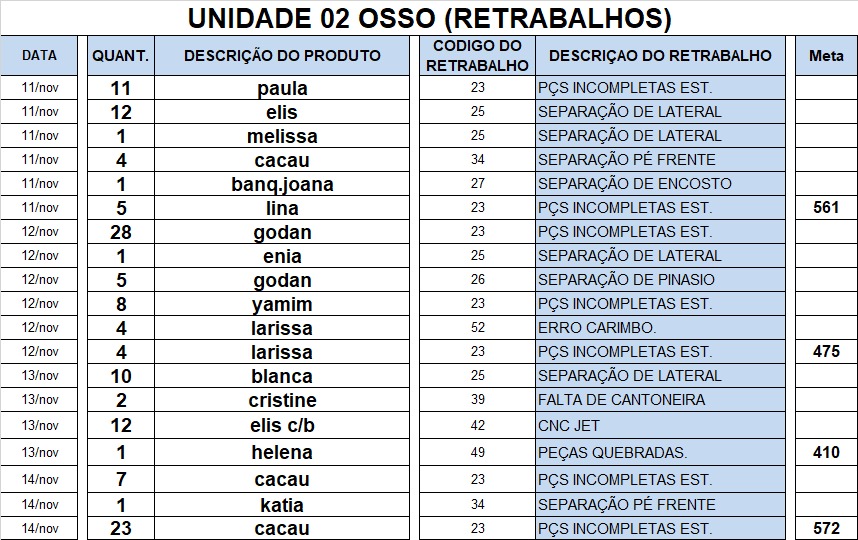 UNIDADE 02 OSSO (RETRABALHOS)
DATA QUANT. DESCRIÇÃO DO PRODUTO CODIGO DO RETRABALHO DESCRIÇAO DO RETRABALHO Meta
11/nov 11 paula 23 PÇS INCOMPLETAS EST.
11/nov 12 elis 25 SEPARAÇÃO DE LATERAL
11/nov 1 melissa 25 SEPARAÇÃO DE LATERAL
11/nov 4 cacau 34 SEPARAÇÃO PÉ FRENTE
11/nov 1 banq.joana 27 SEPARAÇÃO DE ENCOSTO
11/nov 5 lina 23 PÇS INCOMPLETAS EST. 561
12/nov 28 godan 23 PÇS INCOMPLETAS EST.
12/nov 1 enia 25 SEPARAÇÃO DE LATERAL
12/nov 5 godan 26 SEPARAÇÃO DE PINASIO
12/nov 8 yamim 23 PÇS INCOMPLETAS EST.
12/nov 4 larissa 52 ERRO CARIMBO.
12/nov 4 larissa 23 PÇS INCOMPLETAS EST. 475
13/nov 10 blanca 25 SEPARAÇÃO DE LATERAL
13/nov 2 cristine 39 FALTA DE CANTONEIRA
13/nov 12 elis c/b 42 CNC JET
13/nov 1 helena 49 PEÇAS QUEBRADAS. 410
14/nov 7 cacau 23 PÇS INCOMPLETAS EST.
14/nov 1 katia 34 SEPARAÇÃO PÉ FRENTE
14/nov 23 cacau 23 PÇS INCOMPLETAS EST. 572